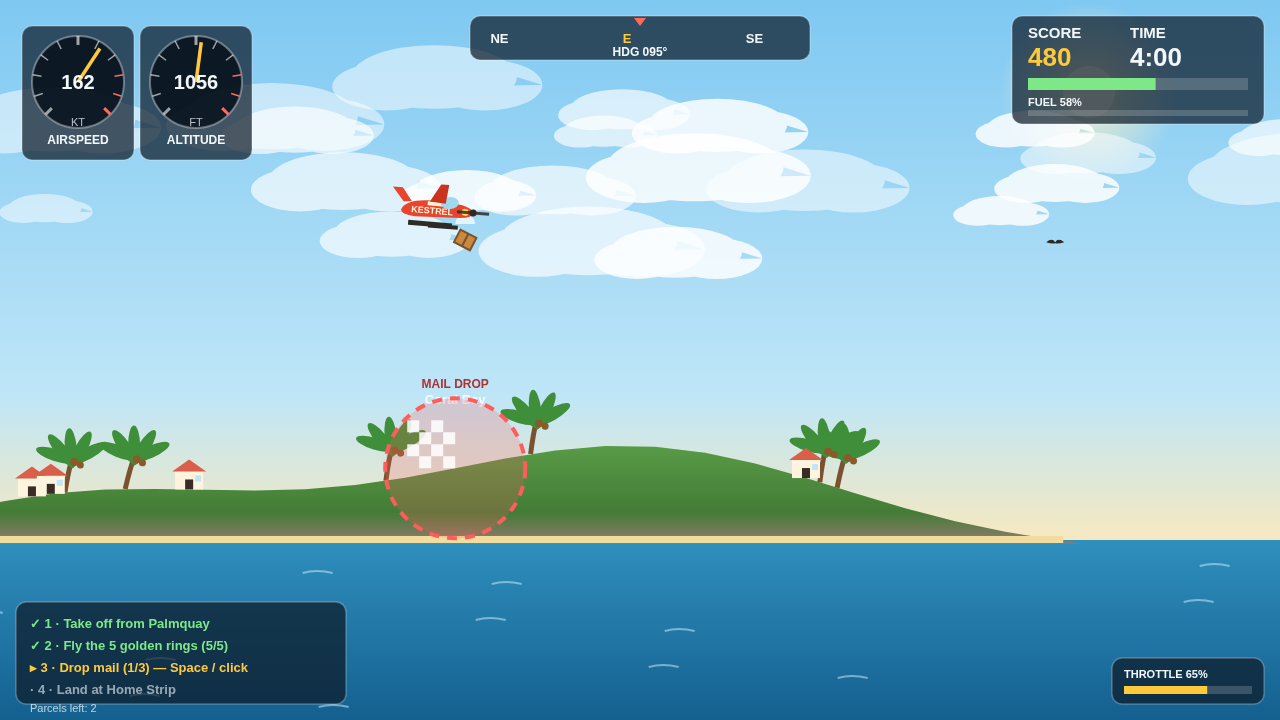 NE E SE
HDG 095°
162
KT
AIRSPEED
1056
FT
ALTITUDE
SCORE TIME
480 4:00
FUEL 58%
KESTREL
MAIL DROP
✓ 1 · Take off from Palmquay
✓ 2 · Fly the 5 golden rings (5/5)
▸ 3 · Drop mail (1/3) — Space / click
· 4 · Land at Home Strip
Parcels left: 2
THROTTLE 65%